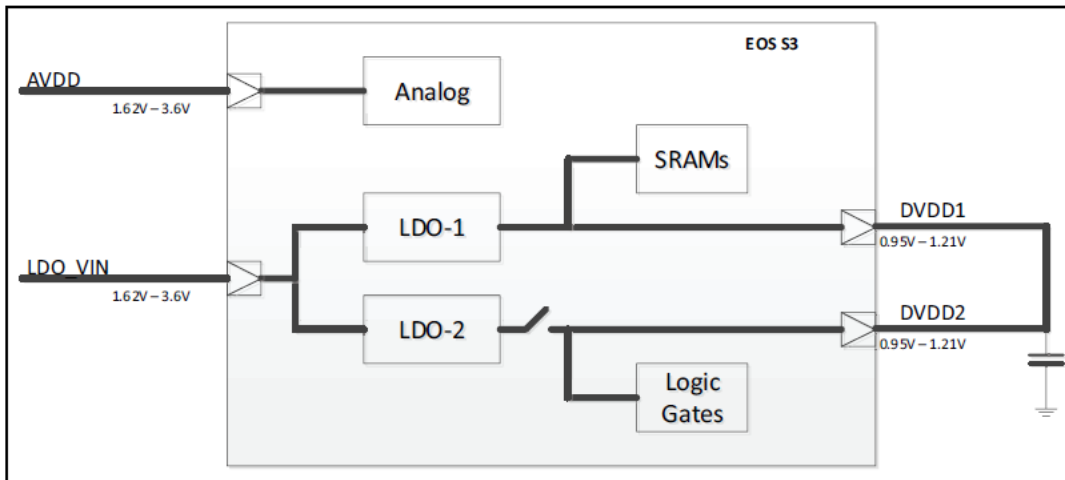 EOS S3
AVDD
1.62V – 3.6V
Analog
SRAMs
LDO-1
DVDD1
0.95V – 1.21V
LDO_VIN
1.62V – 3.6V
LDO-2
DVDD2
0.95V – 1.21V
Logic
Gates